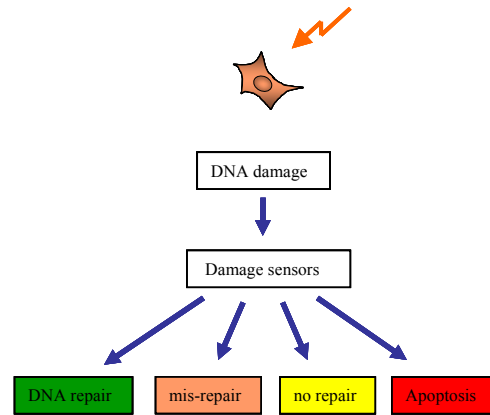 DNA damage
Damage sensors
DNA repair
mis-repair
no repair
Apoptosis